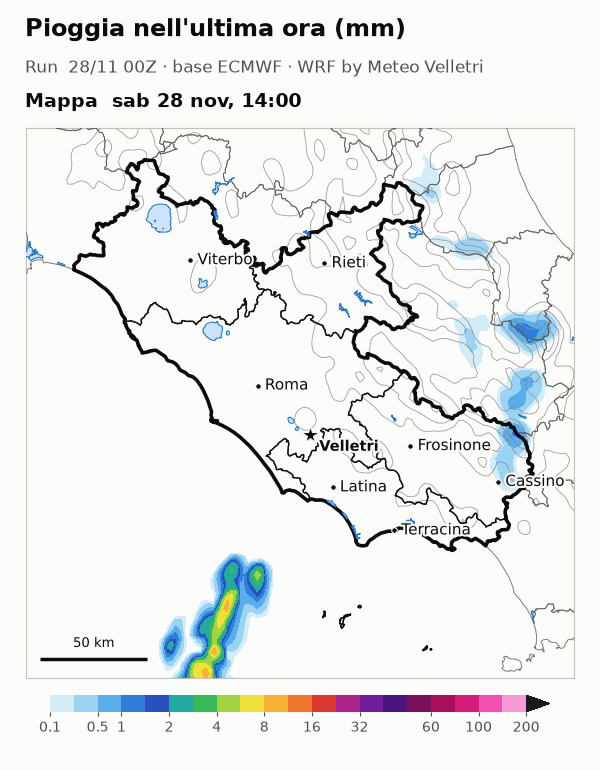 Pioggia nell'ultima ora (mm)
Run  28/11 00Z · base ECMWF · WRF by Meteo Velletri
Mappa  sab 28 nov, 14:00
Viterbo
Rieti
Roma
Velletri
Frosinone
Latina
Cassino
Terracina
50 km
0.1 0.5 1 2 4 8 16 32 60 100 200